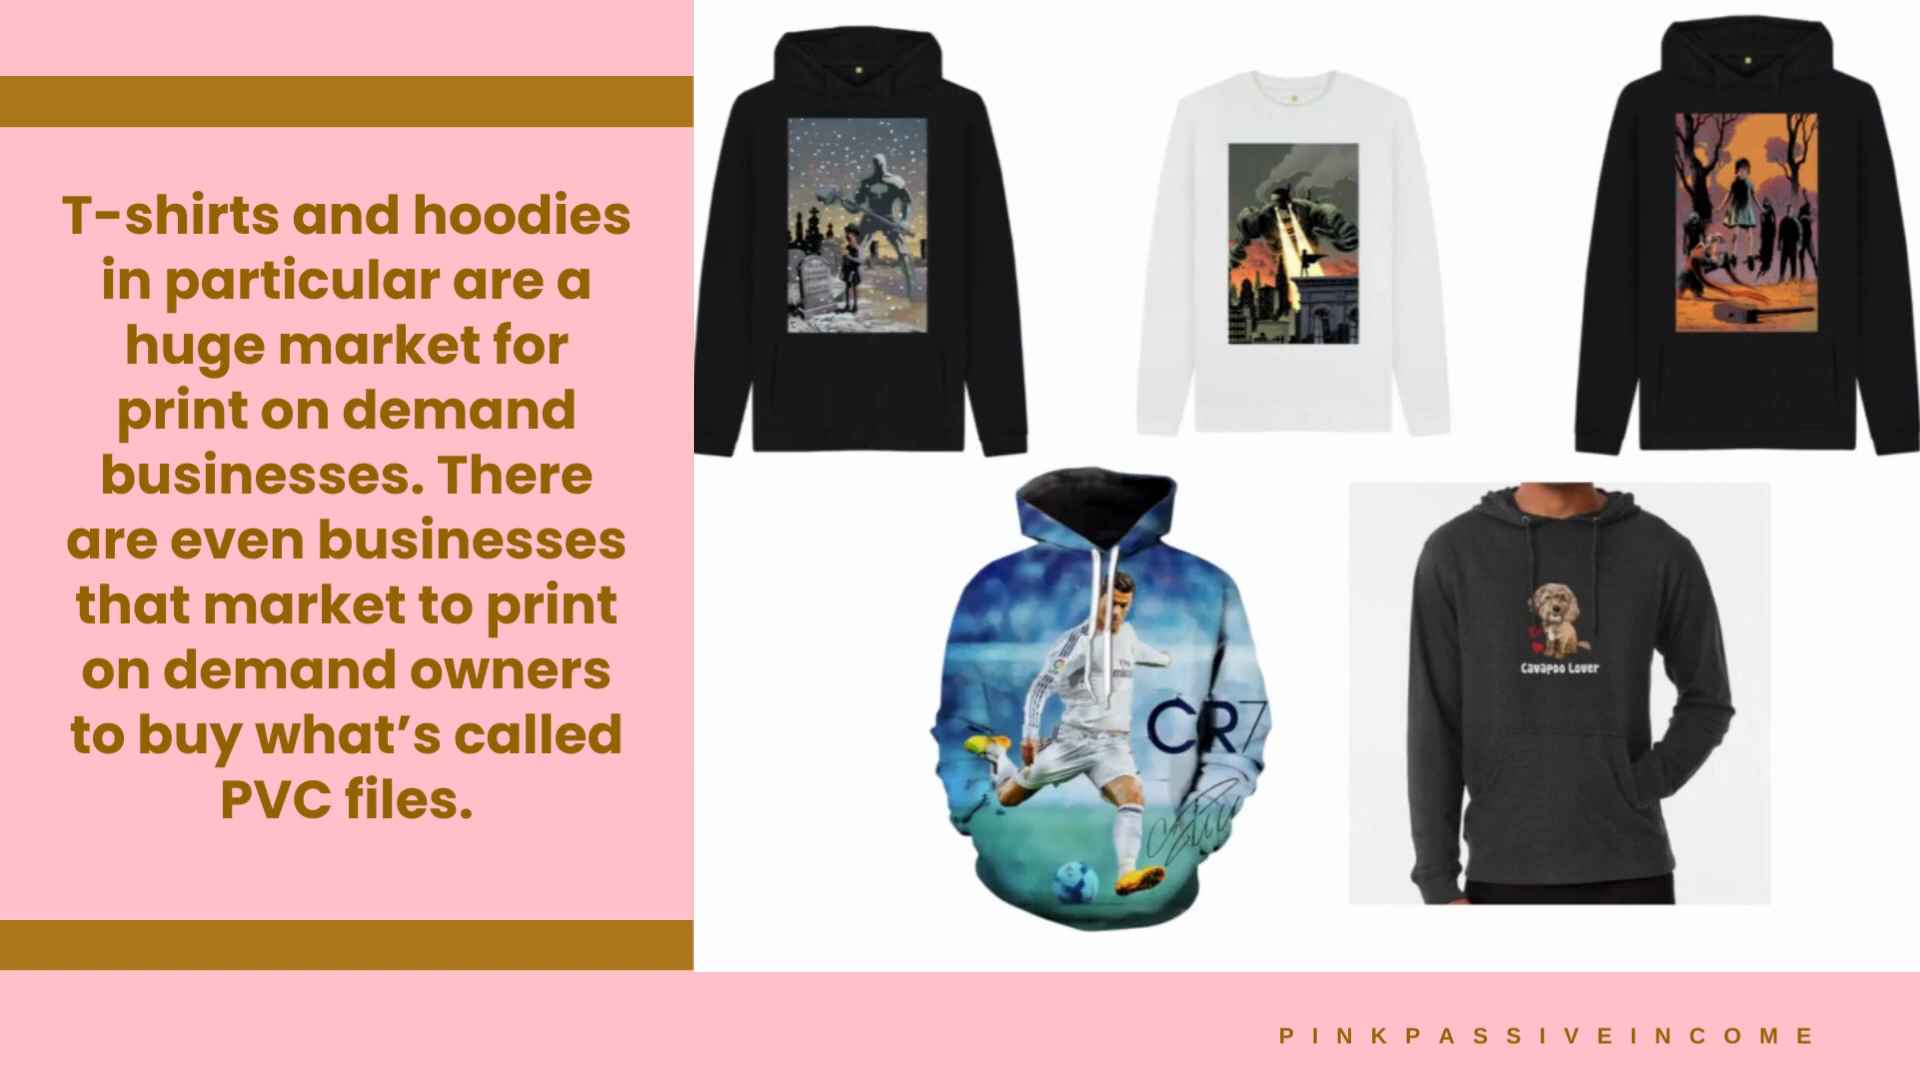 T-shirts and hoodies
in particular are a
huge market for
print on demand
businesses. There
are even businesses
that market to print
on demand owners
to buy what’s called
PVC files.
CR7
Cavapoo Lover
PINKPASSIVEINCOME